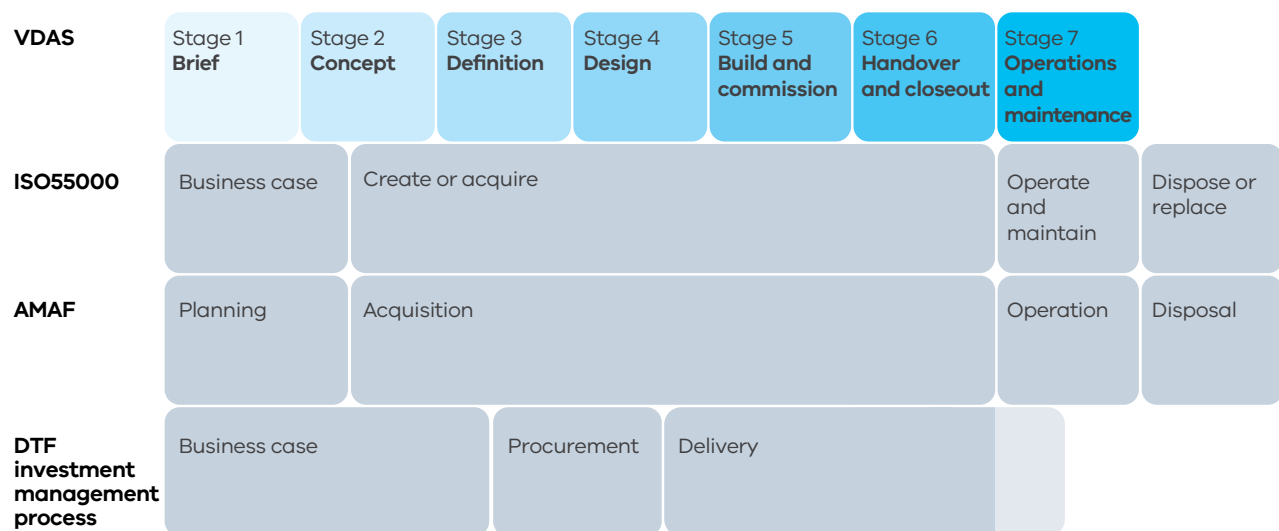 VDAS
Stage 1
Brief
Stage 2
Concept
Stage 3
Definition
Stage 4
Design
Stage 5
Build and
commission
Stage 6
Handover
and closeout
Stage 7
Operations
and
maintenance
ISO55000
Business case
Create or acquire
Operate
and
maintain
Dispose or
replace
AMAF
Planning
Acquisition
Operation
Disposal
DTF
investment
management
process
Business case
Procurement
Delivery